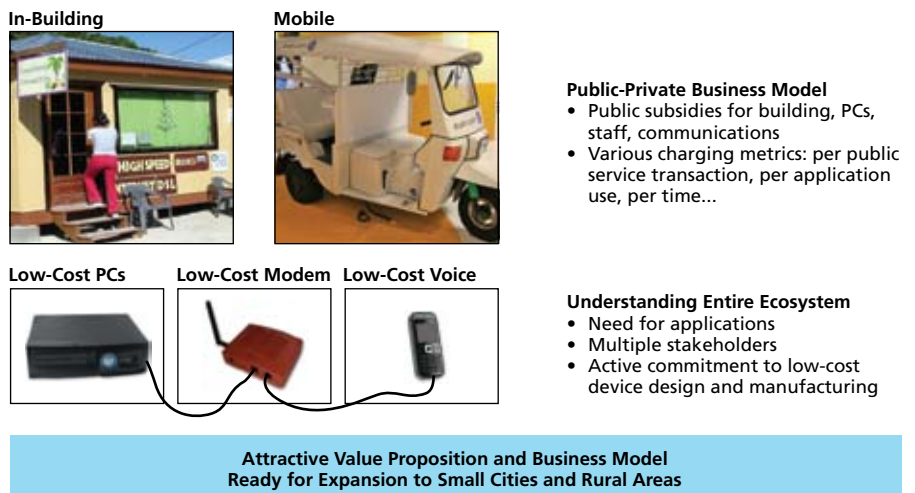 In-Building
Mobile
HIGH SPEED
Public-Private Business Model
• Public subsidies for building, PCs,
staff, communications
• Various charging metrics: per public
service transaction, per application
use, per time...
Low-Cost PCs
Low-Cost Modem
Low-Cost Voice
Understanding Entire Ecosystem
• Need for applications
• Multiple stakeholders
• Active commitment to low-cost
device design and manufacturing
Attractive Value Proposition and Business Model
Ready for Expansion to Small Cities and Rural Areas